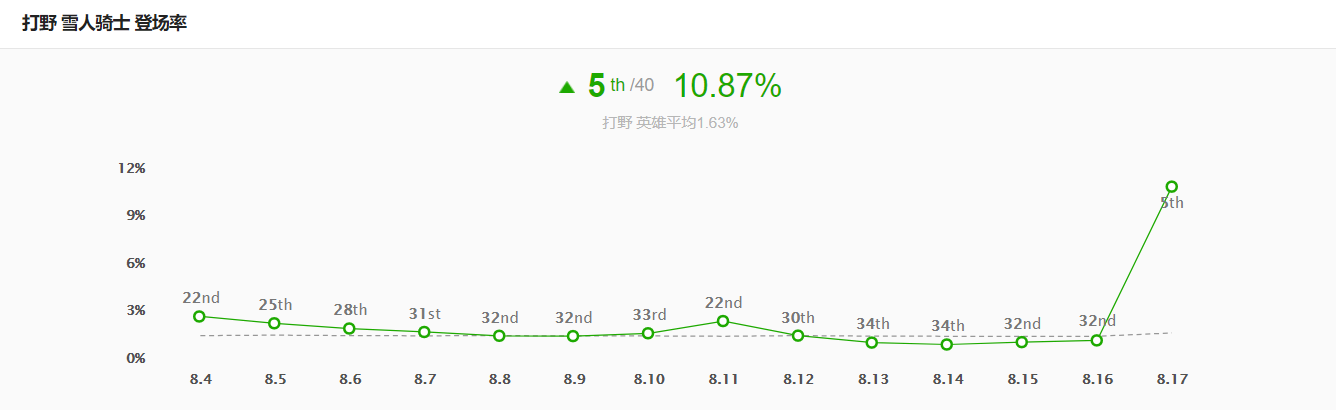 打野 雪人骑士 登场率
5 th /40 10.87%
打野 英雄平均1.63%
12%
9%
6%
3%
0%
22nd 25th 28th 31st 32nd 32nd 33rd 22nd 30th 34th 34th 32nd 32nd 5th
8.4 8.5 8.6 8.7 8.8 8.9 8.10 8.11 8.12 8.13 8.14 8.15 8.16 8.17